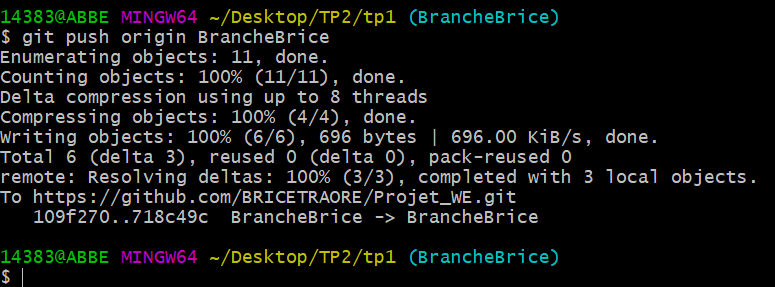 14383@ABBE MINGW64 ~/Desktop/TP2/tp1 (BrancheBrice)
$ git push origin BrancheBrice
Enumerating objects: 11, done.
Counting objects: 100% (11/11), done.
Delta compression using up to 8 threads
Compressing objects: 100% (4/4), done.
Writing objects: 100% (6/6), 696 bytes | 696.00 KiB/s, done.
Total 6 (delta 3), reused 0 (delta 0), pack-reused 0
remote: Resolving deltas: 100% (3/3), completed with 3 local objects.
To https://github.com/BRICETRAORE/Projet_WE.git
   109f270..718c49c  BrancheBrice -> BrancheBrice
14383@ABBE MINGW64 ~/Desktop/TP2/tp1 (BrancheBrice)
$